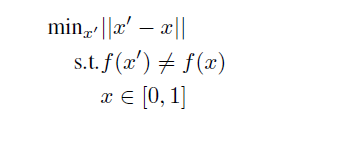 min_{x'} ||x' − x||
s.t. f(x') ≠ f(x)
x ∈ [0, 1]